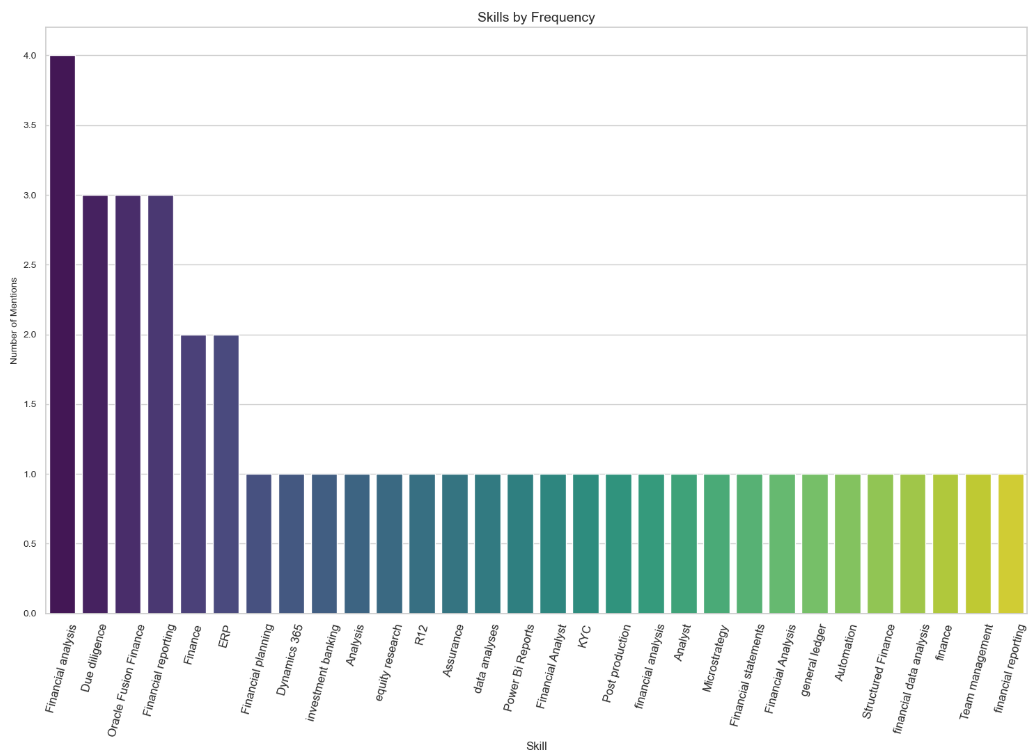 Skills by Frequency
4.0
3.5
3.0
2.5
2.0
1.5
1.0
0.5
0.0
Number of Mentions
Financial analysis
Due diligence
Oracle Fusion Finance
Financial reporting
Finance
ERP
Financial planning
Dynamics 365
investment banking
Analysis
equity research
R12
Assurance
data analyses
Power BI Reports
Financial Analyst
KYC
Post production
financial analysis
Analyst
Microstrategy
Financial statements
Financial Analysis
general ledger
Automation
Structured Finance
financial data analysis
finance
Team management
financial reporting
Skill